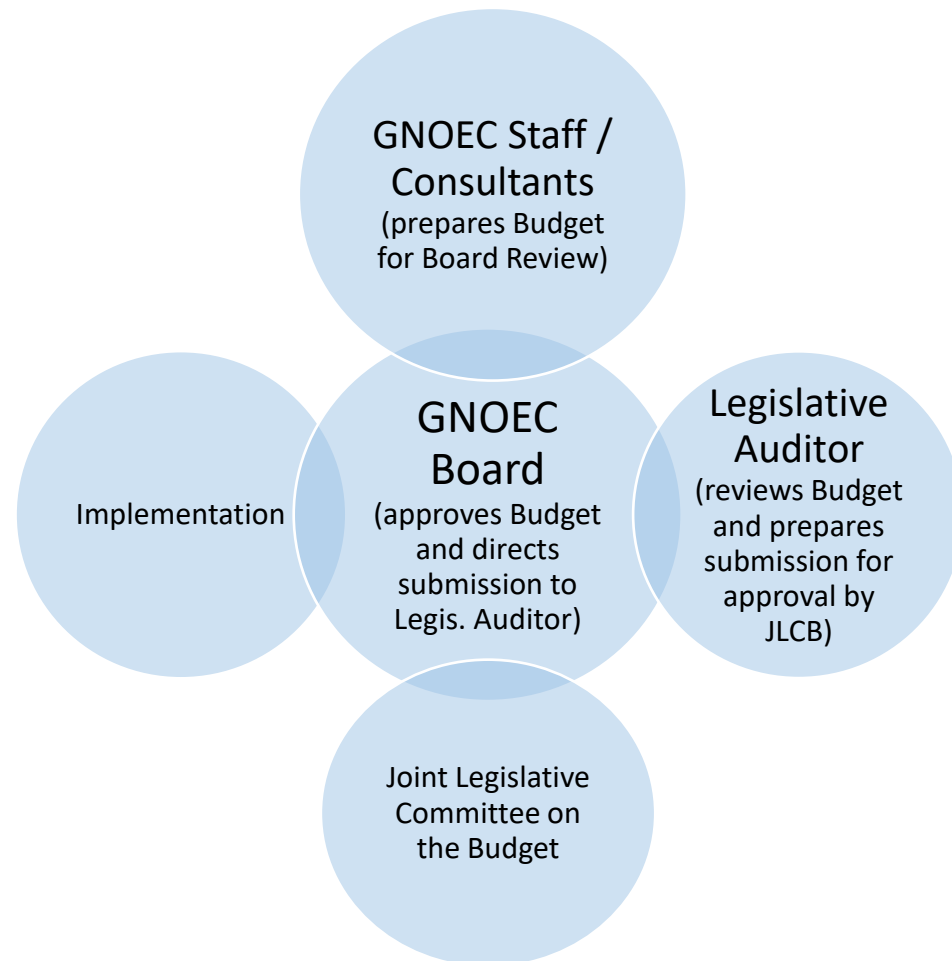 GNOEC Staff /
Consultants
(prepares Budget
for Board Review)
Implementation
GNOEC
Board
(approves Budget
and directs
submission to
Legis. Auditor)
Legislative
Auditor
(reviews Budget
and prepares
submission for
approval by
JLCB)
Joint Legislative
Committee on
the Budget